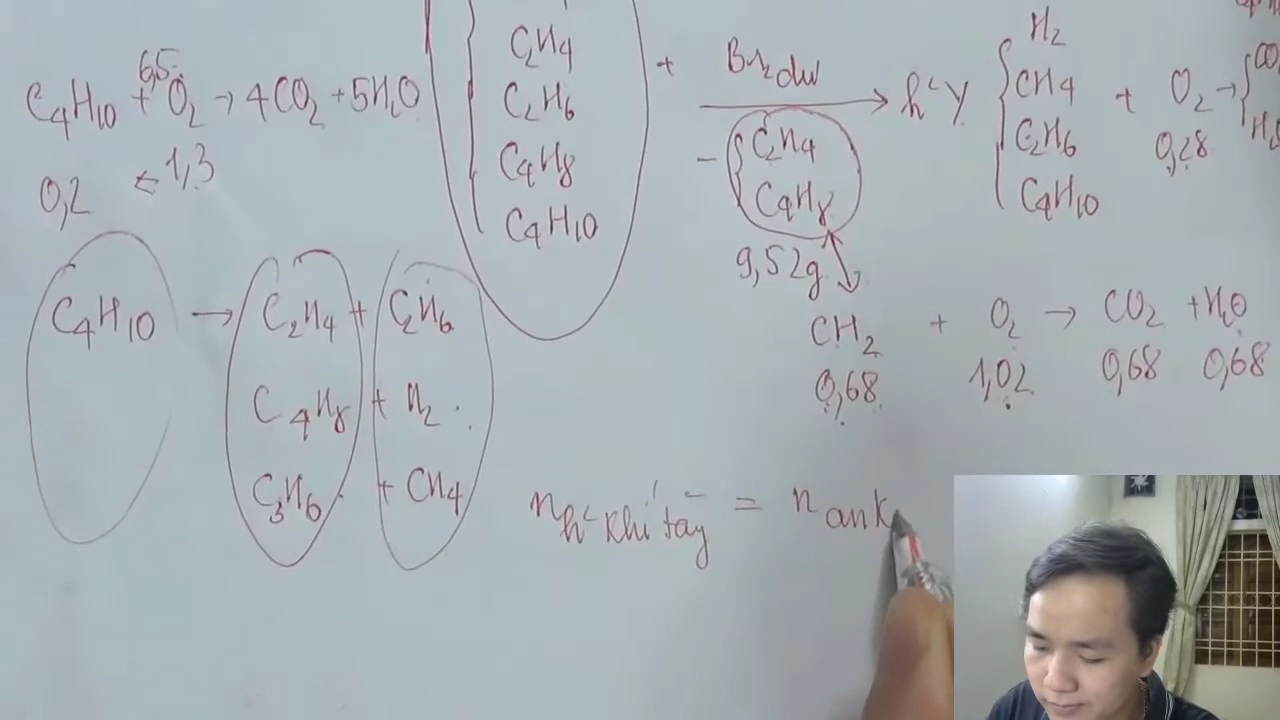 C4H10 + 6,5 O2 → 4CO2 + 5H2O
0,2 ← 1,3
C2H4
C2H6
C4H8
C4H10
+ Br2 dư
- C2H4
C4H8
9,52g
h² Y
H2
CH4
C2H6
C4H10
+ O2 →
0,28
CH2 + O2 → CO2 + H2O
0,68 1,02 0,68 0,68
C4H10 → C2H4 + C2H6
C4H8 + H2
C3H6 + CH4
n h² khí tây = n ank